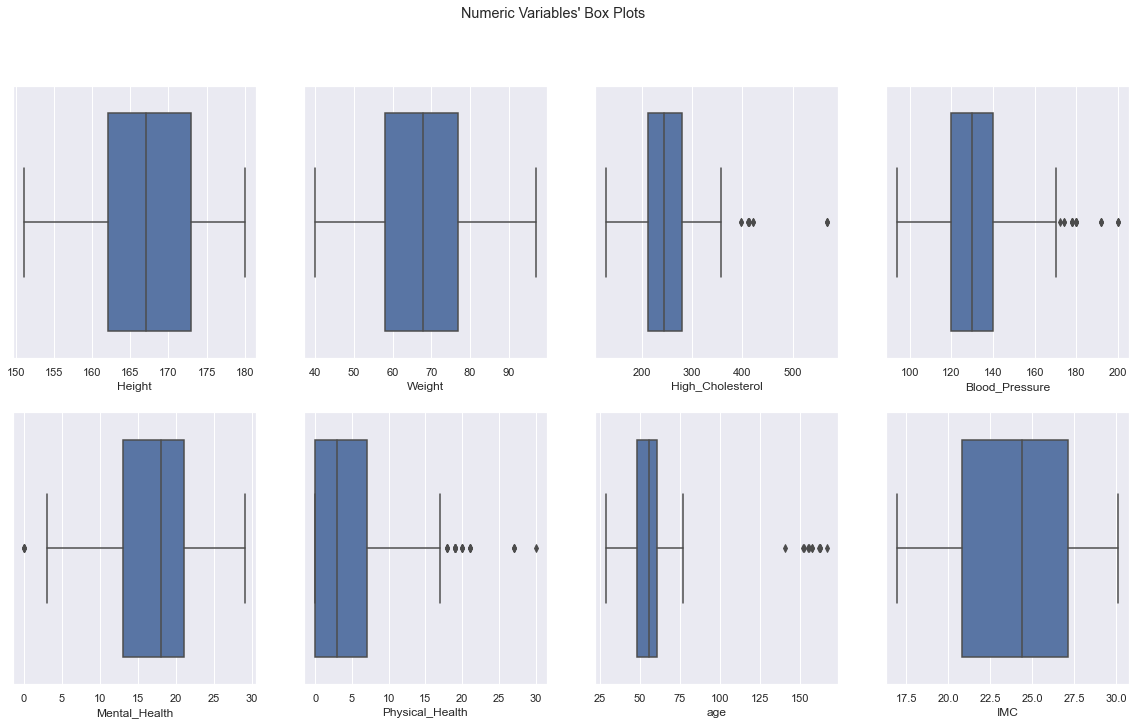 Numeric Variables' Box Plots
150 155 160 165 170 175 180
Height
40 50 60 70 80 90
Weight
200 300 400 500
High_Cholesterol
100 120 140 160 180 200
Blood_Pressure
0 5 10 15 20 25 30
Mental_Health
0 5 10 15 20 25 30
Physical_Health
25 50 75 100 125 150
age
17.5 20.0 22.5 25.0 27.5 30.0
IMC